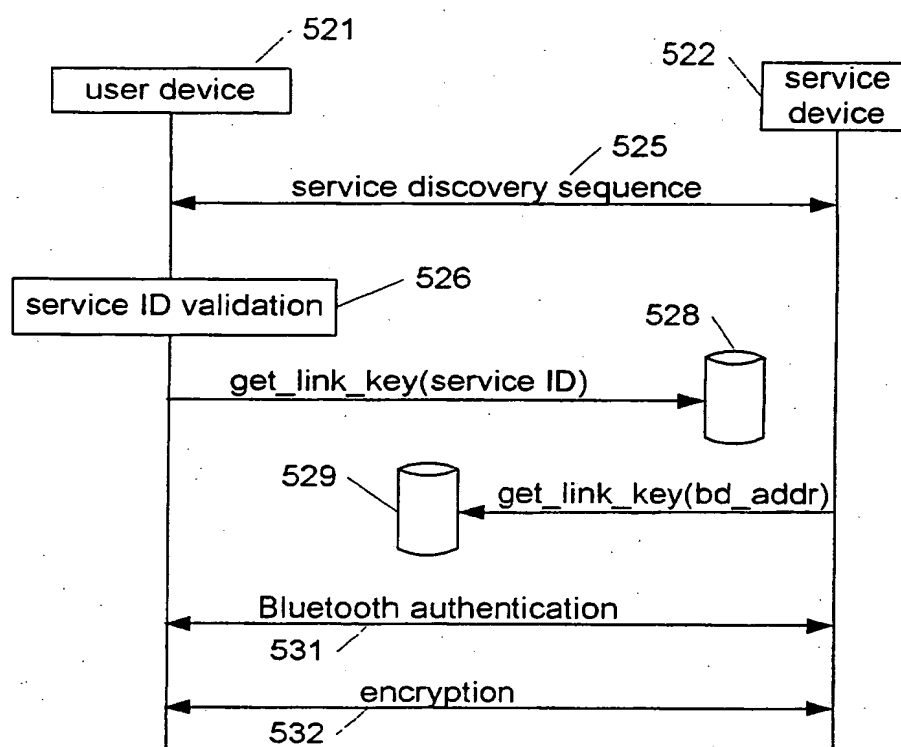 521
user device
522
service
device
525
service discovery sequence
526
service ID validation
528
get_link_key(service ID)
529
get_link_key(bd_addr)
Bluetooth authentication
531
encryption
532